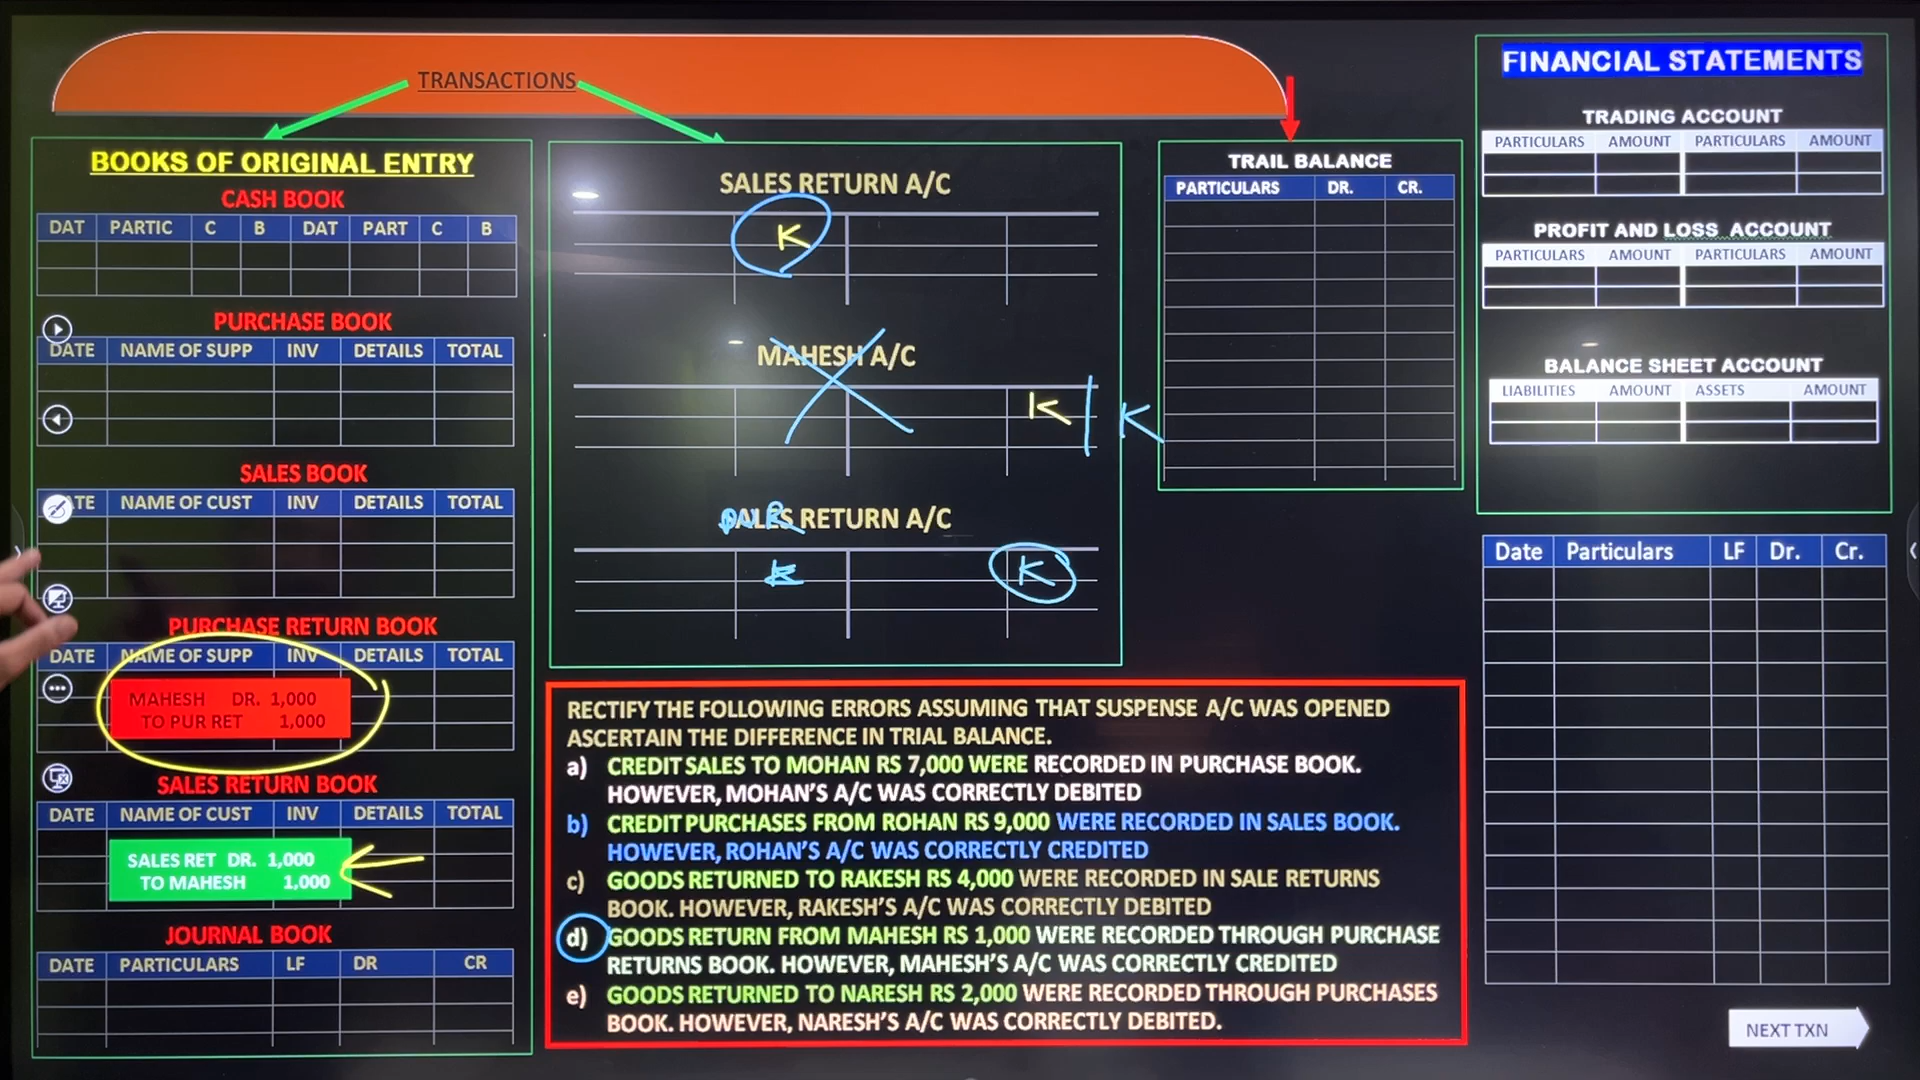 TRANSACTIONS
BOOKS OF ORIGINAL ENTRY
CASH BOOK
DAT PARTIC C B DAT PART C B
PURCHASE BOOK
DATE NAME OF SUPP INV DETAILS TOTAL
SALES BOOK
ATE NAME OF CUST INV DETAILS TOTAL
PURCHASE RETURN BOOK
DATE NAME OF SUPP INV DETAILS TOTAL
MAHESH DR. 1,000
TO PUR RET 1,000
SALES RETURN BOOK
DATE NAME OF CUST INV DETAILS TOTAL
SALES RET DR. 1,000
TO MAHESH 1,000
JOURNAL BOOK
DATE PARTICULARS LF DR CR
SALES RETURN A/C
K
MAHESH A/C
K K
SALES RETURN A/C
K K
TRAIL BALANCE
PARTICULARS DR. CR.
RECTIFY THE FOLLOWING ERRORS ASSUMING THAT SUSPENSE A/C WAS OPENED
ASCERTAIN THE DIFFERENCE IN TRIAL BALANCE.
a) CREDIT SALES TO MOHAN RS 7,000 WERE RECORDED IN PURCHASE BOOK.
HOWEVER, MOHAN'S A/C WAS CORRECTLY DEBITED
b) CREDIT PURCHASES FROM ROHAN RS 9,000 WERE RECORDED IN SALES BOOK.
HOWEVER, ROHAN'S A/C WAS CORRECTLY CREDITED
c) GOODS RETURNED TO RAKESH RS 4,000 WERE RECORDED IN SALE RETURNS
BOOK. HOWEVER, RAKESH'S A/C WAS CORRECTLY DEBITED
d) GOODS RETURN FROM MAHESH RS 1,000 WERE RECORDED THROUGH PURCHASE
RETURNS BOOK. HOWEVER, MAHESH'S A/C WAS CORRECTLY CREDITED
e) GOODS RETURNED TO NARESH RS 2,000 WERE RECORDED THROUGH PURCHASES
BOOK. HOWEVER, NARESH'S A/C WAS CORRECTLY DEBITED.
FINANCIAL STATEMENTS
TRADING ACCOUNT
PARTICULARS AMOUNT PARTICULARS AMOUNT
PROFIT AND LOSS ACCOUNT
PARTICULARS AMOUNT PARTICULARS AMOUNT
BALANCE SHEET ACCOUNT
LIABILITIES AMOUNT ASSETS AMOUNT
Date Particulars LF Dr. Cr.
NEXT TXN